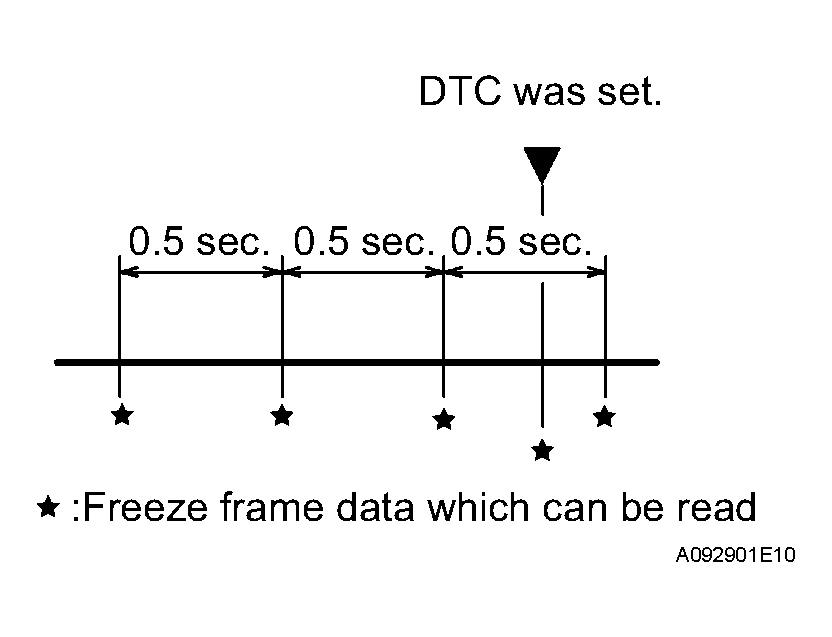 DTC was set.
0.5 sec. 0.5 sec. 0.5 sec.
★ :Freeze frame data which can be read
A092901E10